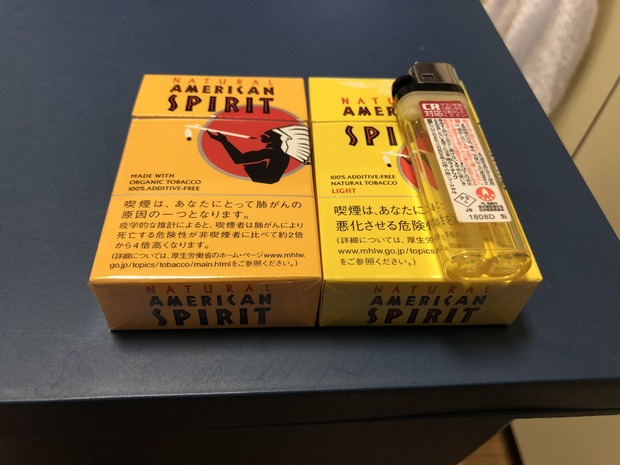 NATURAL
AMERICAN
SPIRIT
MADE WITH
ORGANIC TOBACCO
100% ADDITIVE-FREE
喫煙は、あなたにとって肺がんの
原因の一つとなります。
疫学的な推計によると、喫煙者は肺がんにより
死亡する危険性が非喫煙者に比べて約2倍
から4倍高くなります。
(詳細については、厚生労働省のホーム・ページwww.mhlw.
go.jp/topics/tobacco/main.htmlをご参照ください。)
NATURAL
AMERICAN
SPIRIT
NATU
AMERI
SPI
100% ADDITIVE-FREE
NATURAL TOBACCO
LIGHT
喫煙は、あなたに
悪化させる危険性
(詳細については、厚生労
www.mhlw.go.jp/topics
をご参照ください。)
NATURAL
AMERICAN
SPIRIT
CR
対応
1808D 製